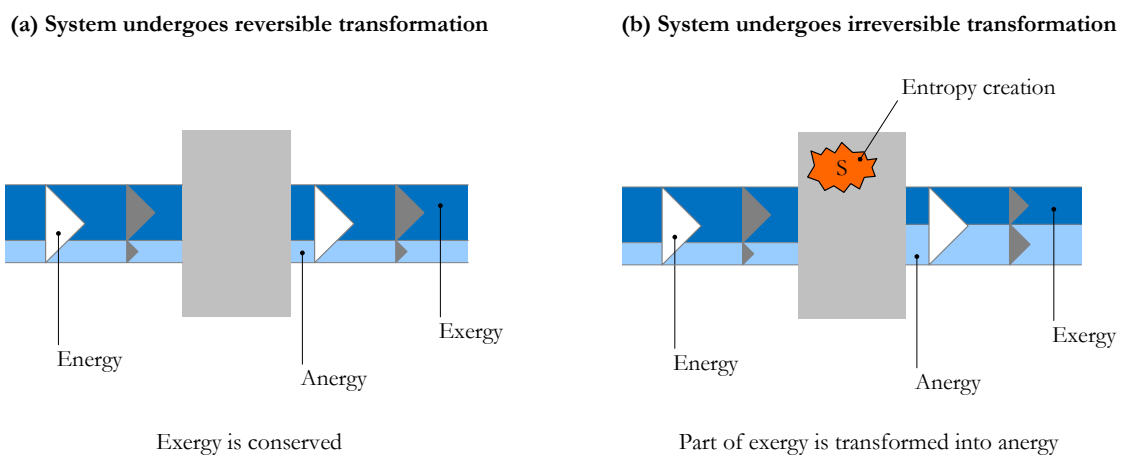 (a) System undergoes reversible transformation
Energy
Anergy
Exergy
Exergy is conserved
(b) System undergoes irreversible transformation
Entropy creation
S
Energy
Anergy
Exergy
Part of exergy is transformed into anergy